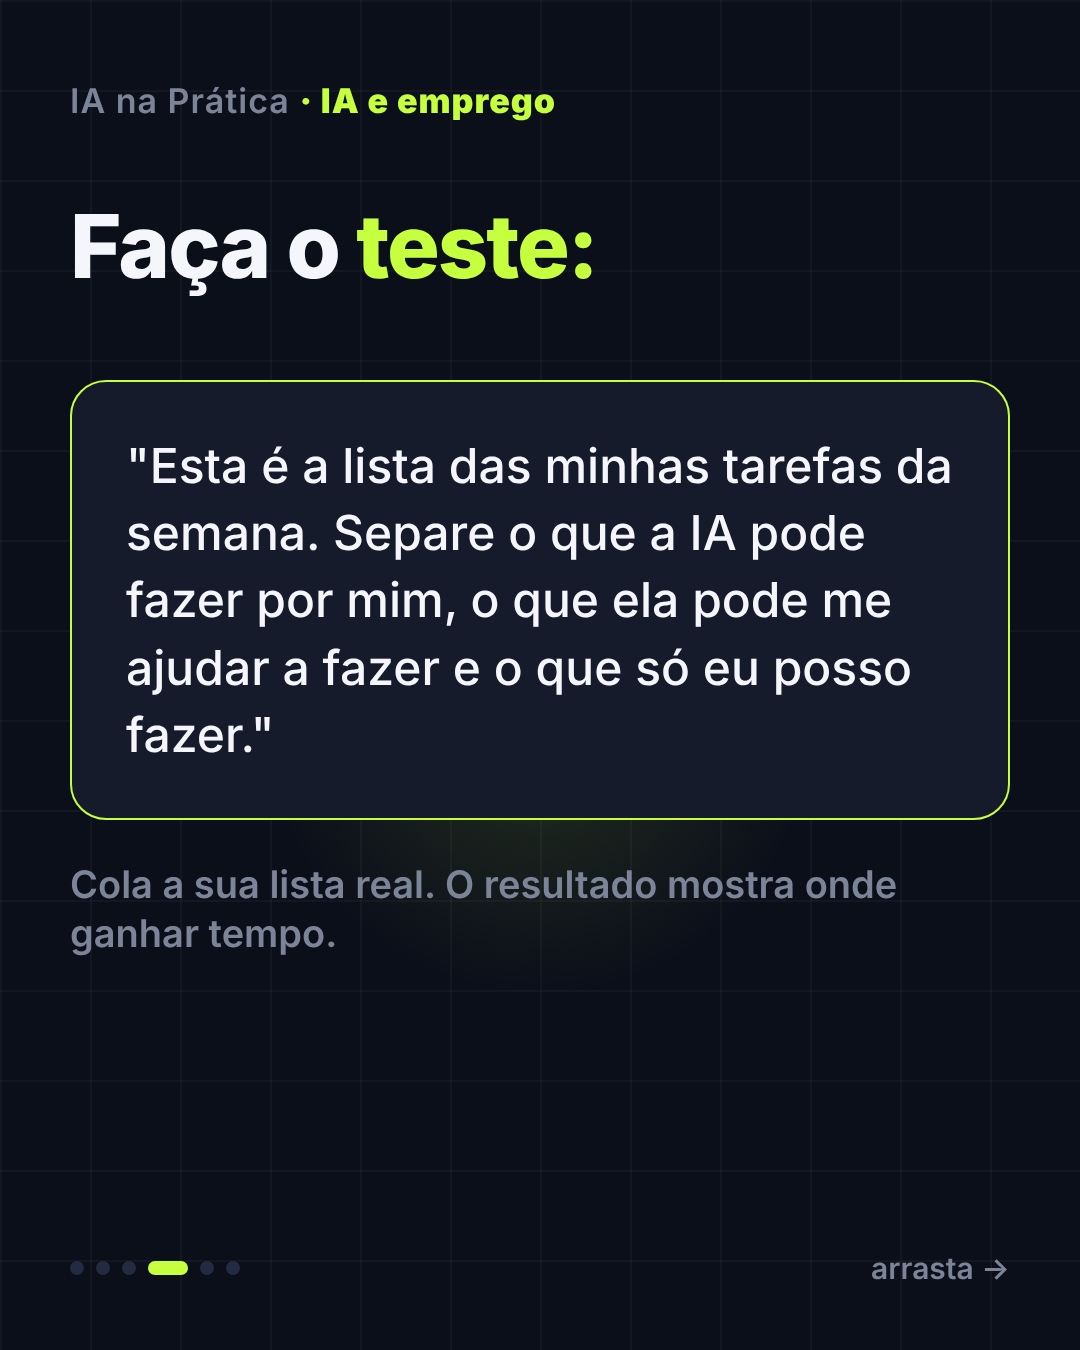 IA na Prática · IA e emprego
Faça o teste:
"Esta é a lista das minhas tarefas da
semana. Separe o que a IA pode
fazer por mim, o que ela pode me
ajudar a fazer e o que só eu posso
fazer."
Cola a sua lista real. O resultado mostra onde
ganhar tempo.
arrasta →